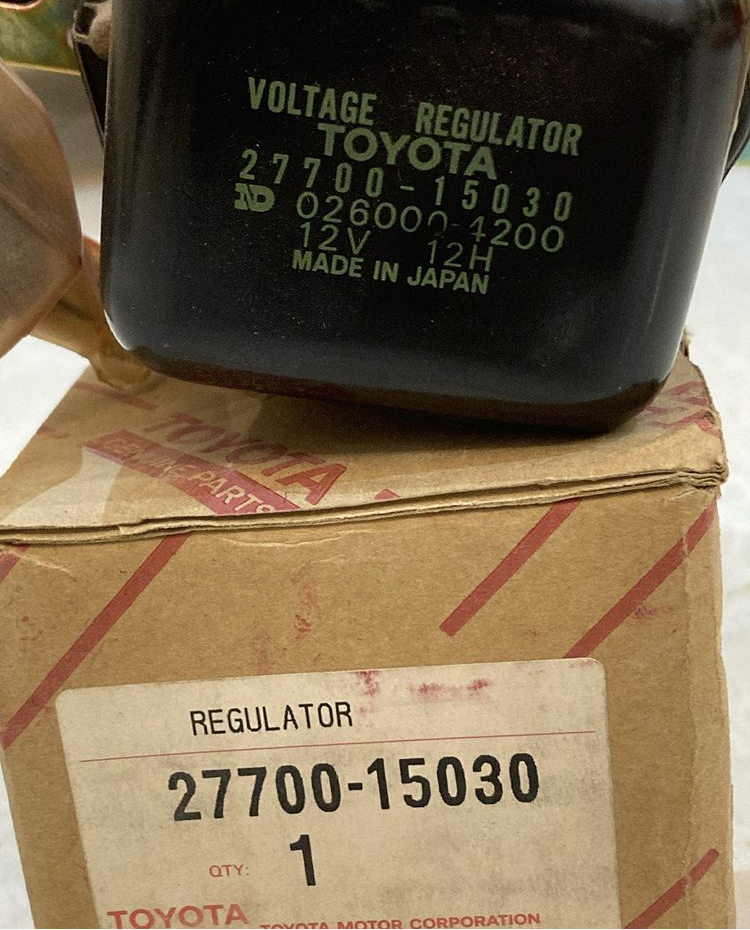 VOLTAGE REGULATOR
TOYOTA
27700-15030
ND 026000-4200
12V 12H
MADE IN JAPAN
TOYOTA
GENUINE PARTS
REGULATOR
27700-15030
QTY: 1
TOYOTA TOYOTA MOTOR CORPORATION